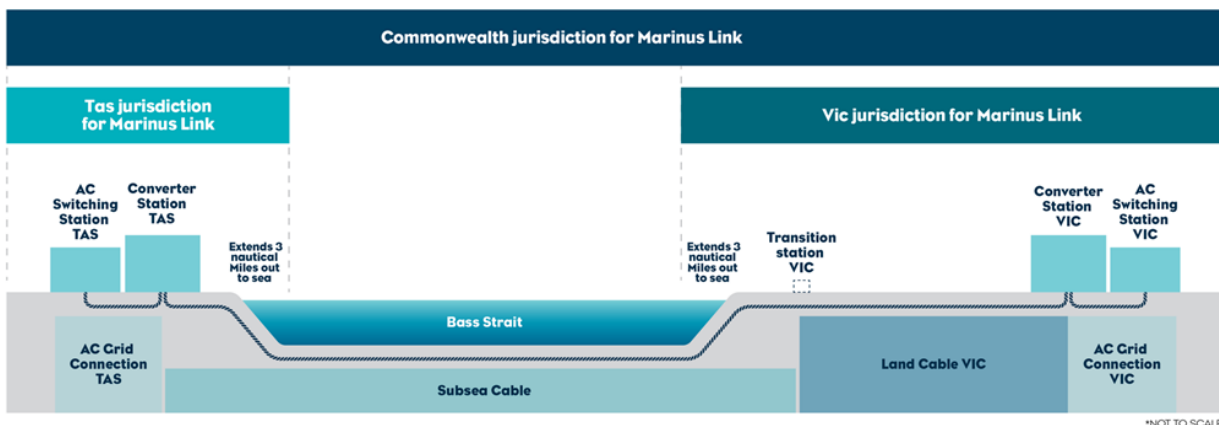 Commonwealth jurisdiction for Marinus Link
Tas jurisdiction
for Marinus Link
Vic jurisdiction for Marinus Link
AC
Switching
Station
TAS
Converter
Station
TAS
Extends 3
nautical
Miles out
to sea
Extends 3
nautical
Miles out
to sea
Transition
station
VIC
Converter
Station
VIC
AC
Switching
Station
VIC
Bass Strait
AC Grid
Connection
TAS
Subsea Cable
Land Cable VIC
AC Grid
Connection
VIC
*NOT TO SCALE